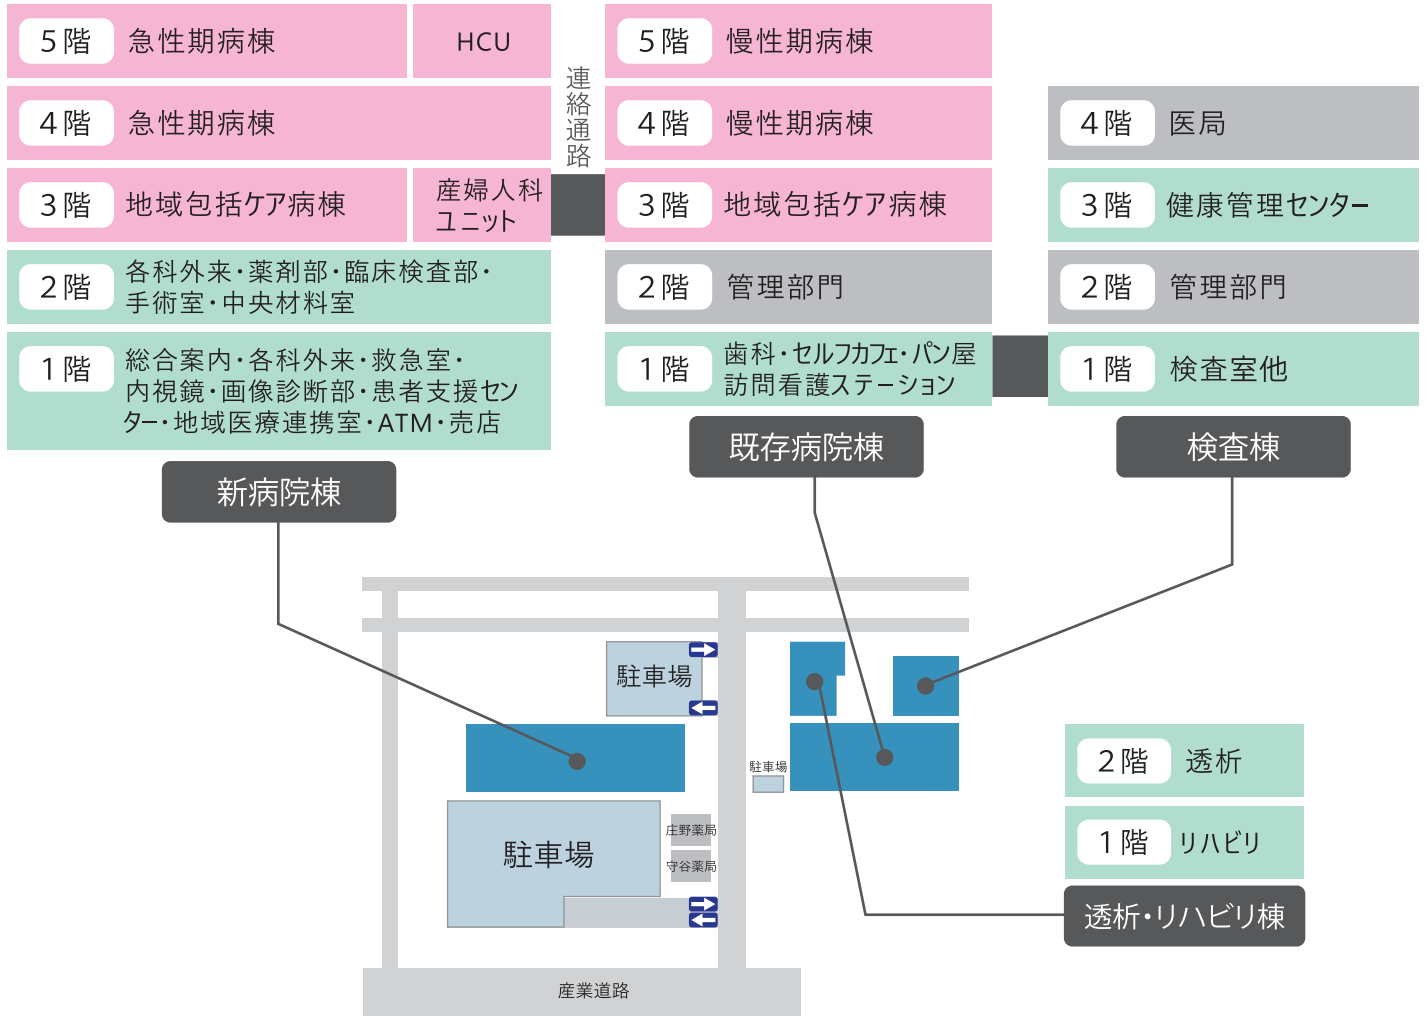 5階 急性期病棟
HCU
4階 急性期病棟
3階 地域包括ケア病棟
産婦人科
ユニット
2階 各科外来・薬剤部・臨床検査部・
手術室・中央材料室
1階 総合案内・各科外来・救急室・
内視鏡・画像診断部・患者支援セン
ター・地域医療連携室・ATM・売店
新病院棟
連絡通路
5階 慢性期病棟
4階 慢性期病棟
3階 地域包括ケア病棟
2階 管理部門
1階 歯科・セルフカフェ・パン屋
訪問看護ステーション
既存病院棟
4階 医局
3階 健康管理センター
2階 管理部門
1階 検査室他
検査棟
駐車場
駐車場
駐車場
庄野薬局
守谷薬局
産業道路
2階 透析
1階 リハビリ
透析・リハビリ棟